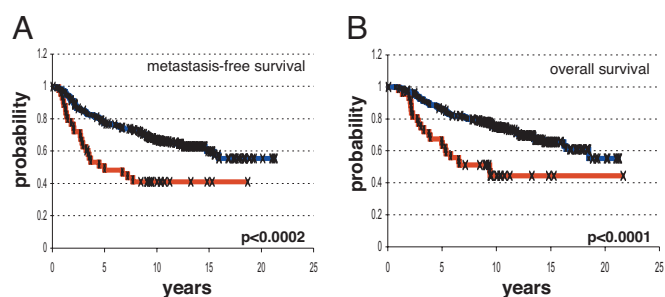 A
B
metastasis-free survival
overall survival
probability
1.2
1
0.8
0.6
0.4
0.2
0
0
5
10
15
20
25
p<0.0002
years
probability
1.2
1
0.8
0.6
0.4
0.2
0
0
5
10
15
20
25
p<0.0001
years